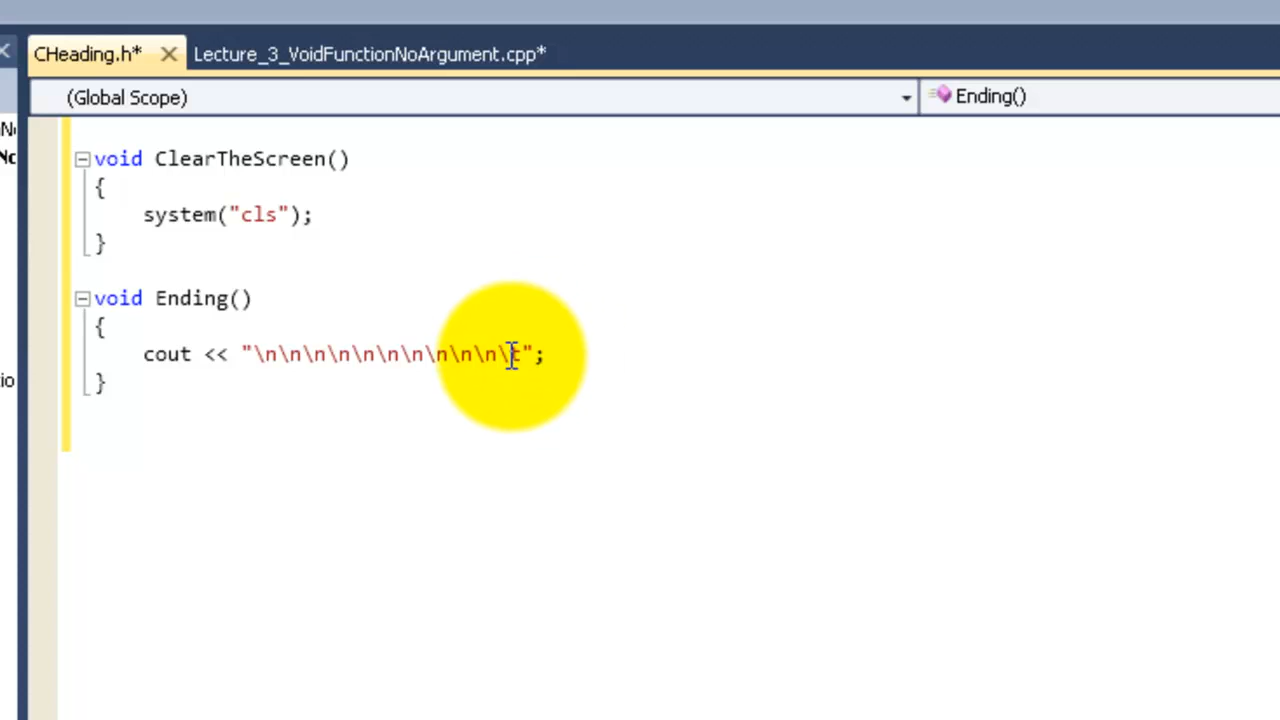 CHeading.h* Lecture_3_VoidFunctionNoArgument.cpp*
(Global Scope) Ending()
void ClearTheScreen()
{
system("cls");
}
void Ending()
{
cout << "\n\n\n\n\n\n\n\n\n\n\t";
}